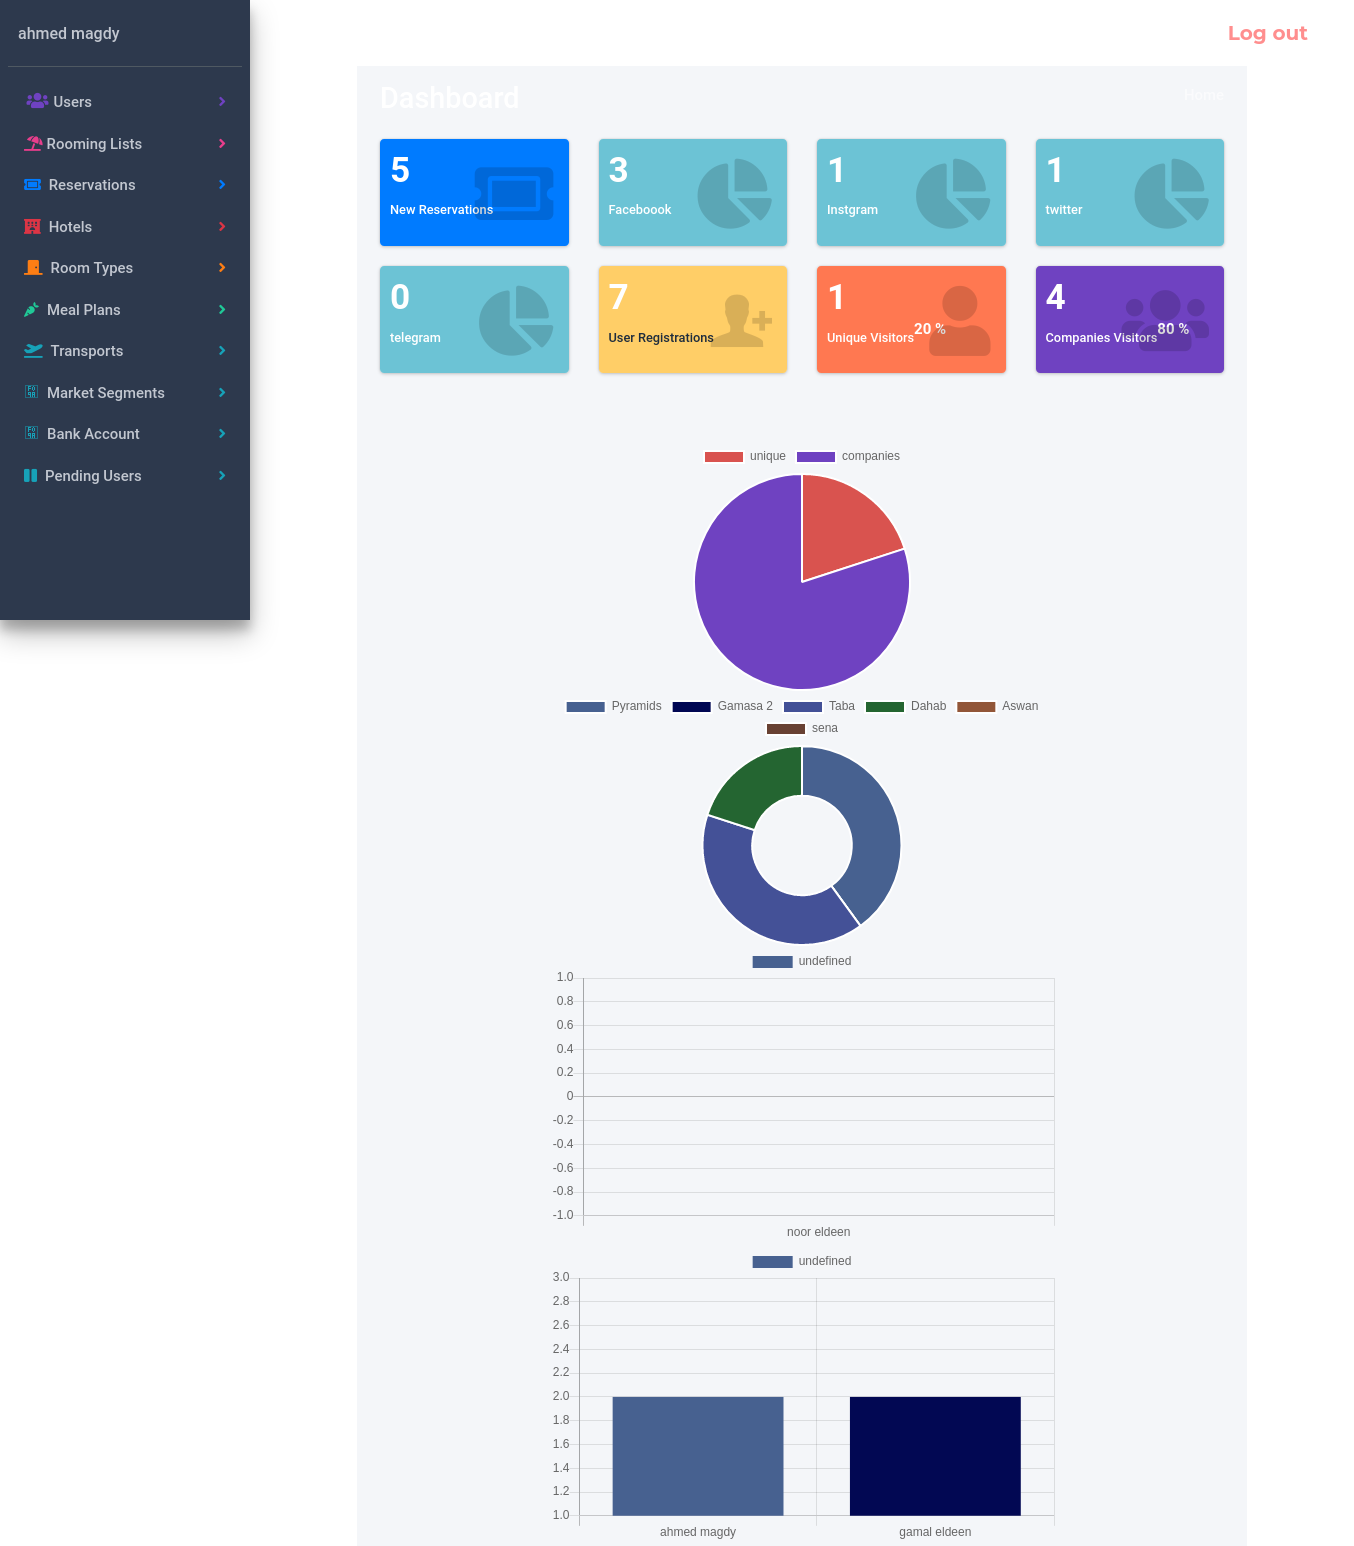 ahmed magdy
Log out
Users
Rooming Lists
Reservations
Hotels
Room Types
Meal Plans
Transports
Market Segments
Bank Account
Pending Users
Dashboard
Home
5
New Reservations
3
Faceboook
1
Instgram
1
twitter
0
telegram
7
User Registrations
1
Unique Visitors 20 %
4
Companies Visitors 80 %
unique companies
Pyramids Gamasa 2 Taba Dahab Aswan
sena
undefined
1.0
0.8
0.6
0.4
0.2
0
-0.2
-0.4
-0.6
-0.8
-1.0
noor eldeen
undefined
3.0
2.8
2.6
2.4
2.2
2.0
1.8
1.6
1.4
1.2
1.0
ahmed magdy gamal eldeen